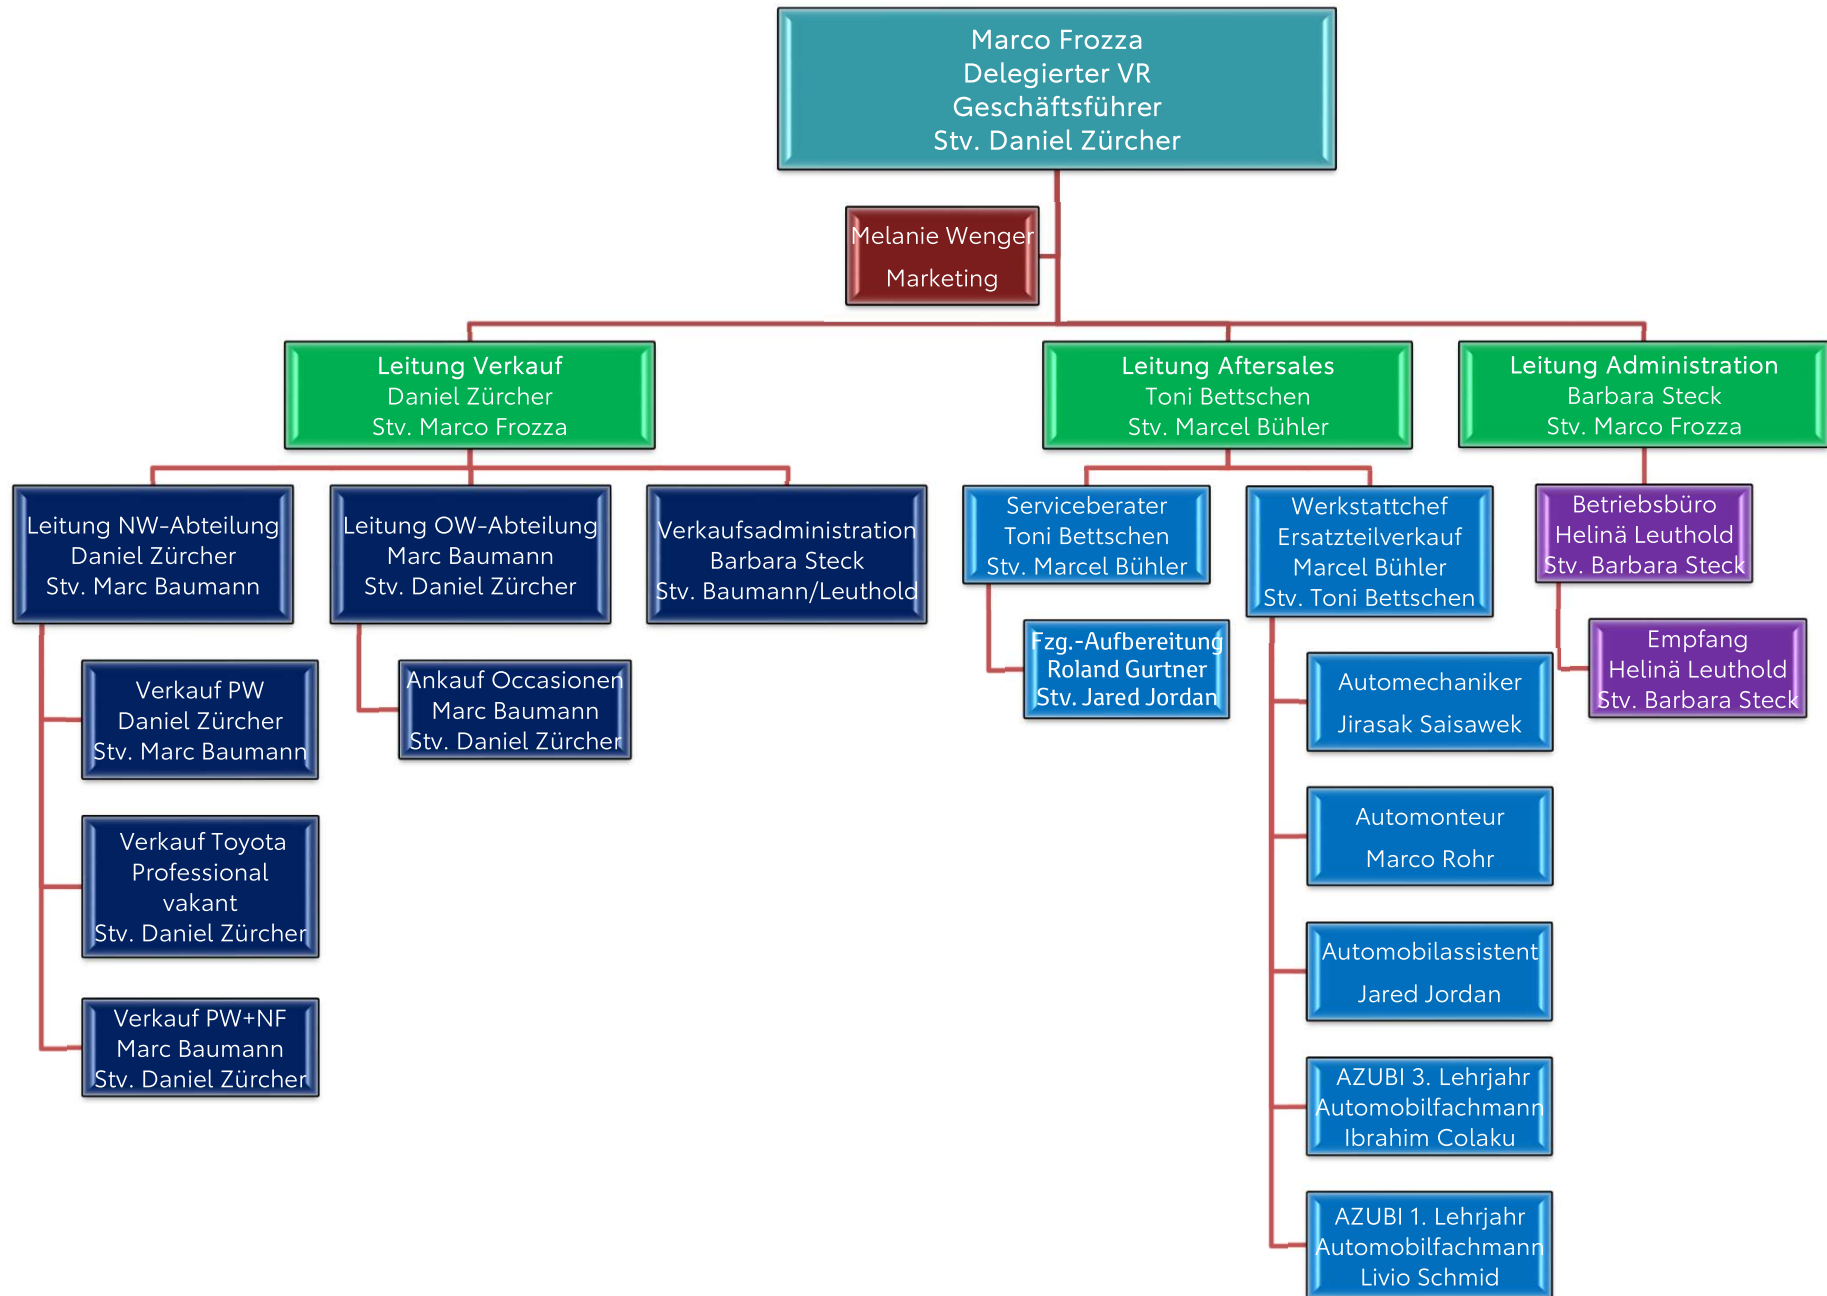 Marco Frozza
Delegierter VR
Geschäftsführer
Stv. Daniel Zürcher
Melanie Wenger
Marketing
Leitung Verkauf
Daniel Zürcher
Stv. Marco Frozza
Leitung Aftersales
Toni Bettschen
Stv. Marcel Bühler
Leitung Administration
Barbara Steck
Stv. Marco Frozza
Leitung NW-Abteilung
Daniel Zürcher
Stv. Marc Baumann
Leitung OW-Abteilung
Marc Baumann
Stv. Daniel Zürcher
Verkaufsadministration
Barbara Steck
Stv. Baumann/Leuthold
Serviceberater
Toni Bettschen
Stv. Marcel Bühler
Werkstattchef
Ersatzteilverkauf
Marcel Bühler
Stv. Toni Bettschen
Betriebsbüro
Helinä Leuthold
Stv. Barbara Steck
Verkauf PW
Daniel Zürcher
Stv. Marc Baumann
Verkauf Toyota
Professional
vakant
Stv. Daniel Zürcher
Verkauf PW+NF
Marc Baumann
Stv. Daniel Zürcher
Ankauf Occasionen
Marc Baumann
Stv. Daniel Zürcher
Fzg.-Aufbereitung
Roland Gurtner
Stv. Jared Jordan
Automechaniker
Jirasak Saisawek
Automonteur
Marco Rohr
Automobilassistent
Jared Jordan
AZUBI 3. Lehrjahr
Automobilfachmann
Ibrahim Colaku
AZUBI 1. Lehrjahr
Automobilfachmann
Livio Schmid
Empfang
Helinä Leuthold
Stv. Barbara Steck